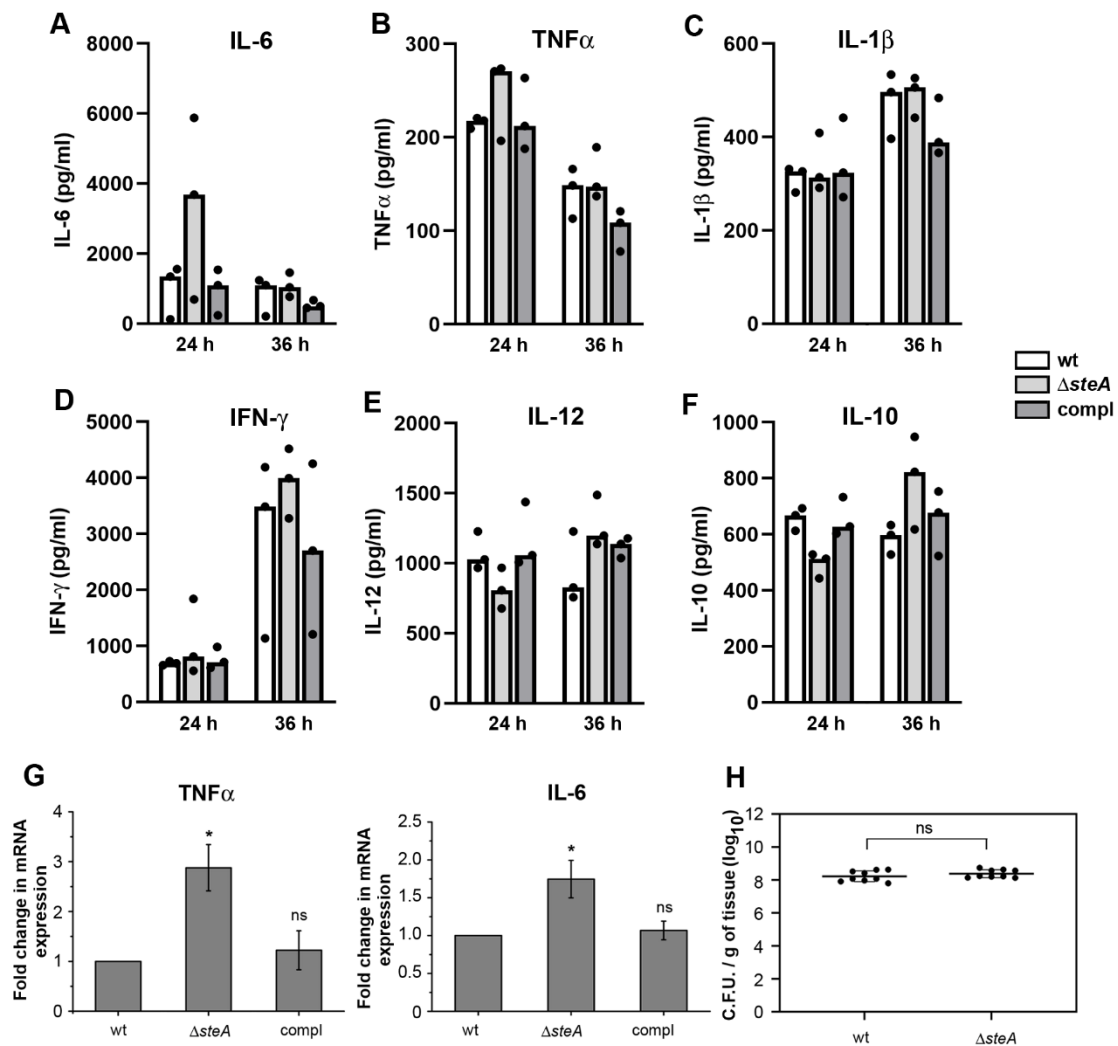 A
IL-6
IL-6 (pg/ml)
8000
6000
4000
2000
0
24 h
36 h
B
TNFα
TNFα (pg/ml)
300
200
100
0
24 h
36 h
C
IL-1β
IL-1β (pg/ml)
600
400
200
0
24 h
36 h
wt
ΔsteA
compl
D
IFN-γ
IFN-γ (pg/ml)
5000
4000
3000
2000
1000
0
24 h
36 h
E
IL-12
IL-12 (pg/ml)
2000
1500
1000
500
0
24 h
36 h
F
IL-10
IL-10 (pg/ml)
1000
800
600
400
200
0
24 h
36 h
G
TNFα
Fold change in mRNA
expression
4
3
2
1
0
*
ns
wt
ΔsteA
compl
IL-6
Fold change in mRNA
expression
2.5
2.0
1.5
1.0
0.5
0.0
*
ns
wt
ΔsteA
compl
H
C.F.U. / g of tissue (log10)
12
10
8
6
4
2
0
ns
wt
ΔsteA